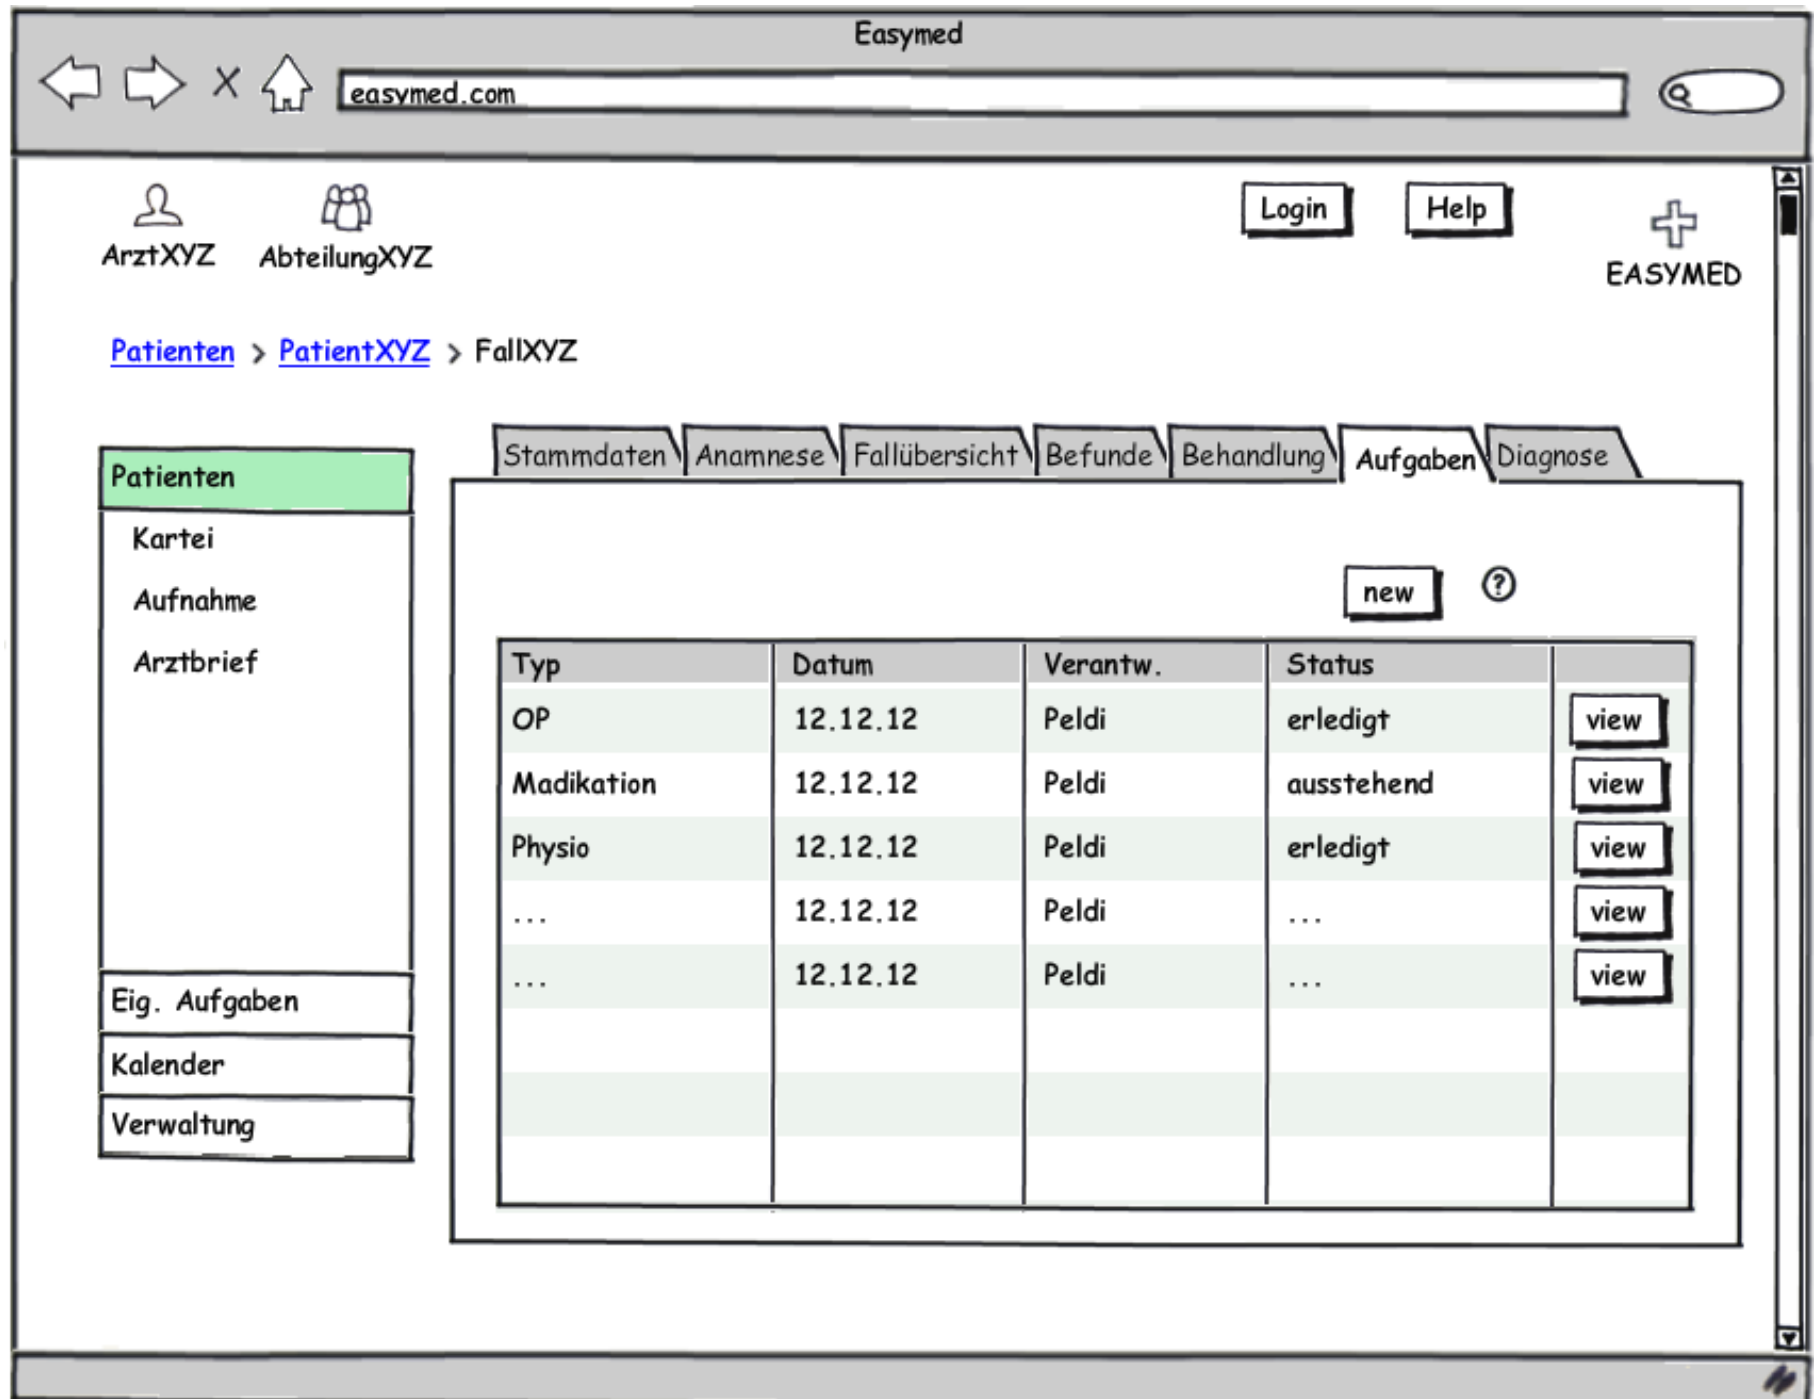 Easymed
easymed.com
Login
Help
ArztXYZ
AbteilungXYZ
EASYMED
Patienten > PatientXYZ > FallXYZ
Stammdaten Anamnese Fallübersicht Befunde Behandlung Aufgaben Diagnose
Patienten
Kartei
Aufnahme
Arztbrief
Eig. Aufgaben
Kalender
Verwaltung
new ?
Typ Datum Verantw. Status
OP 12.12.12 Peldi erledigt view
Madikation 12.12.12 Peldi ausstehend view
Physio 12.12.12 Peldi erledigt view
... 12.12.12 Peldi ... view
... 12.12.12 Peldi ... view